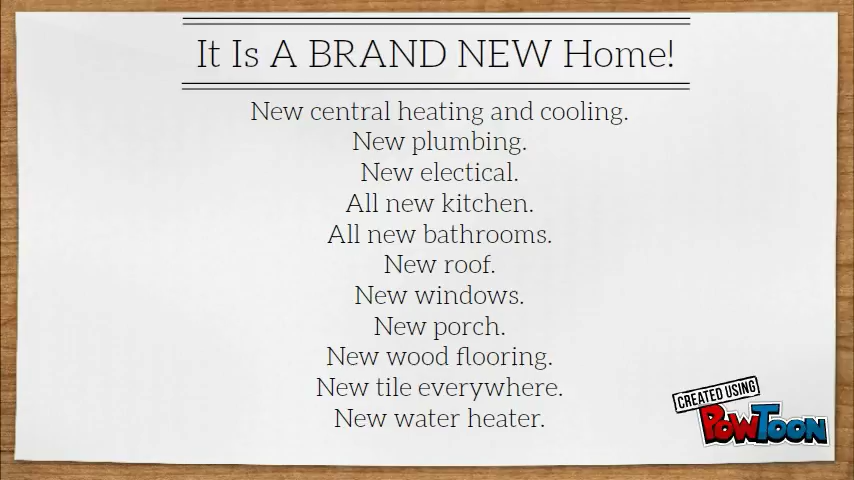 It Is A BRAND NEW Home!
New central heating and cooling.
New plumbing.
New electical.
All new kitchen.
All new bathrooms.
New roof.
New windows.
New porch.
New wood flooring.
New tile everywhere.
New water heater.
CREATED USING
POWTOON